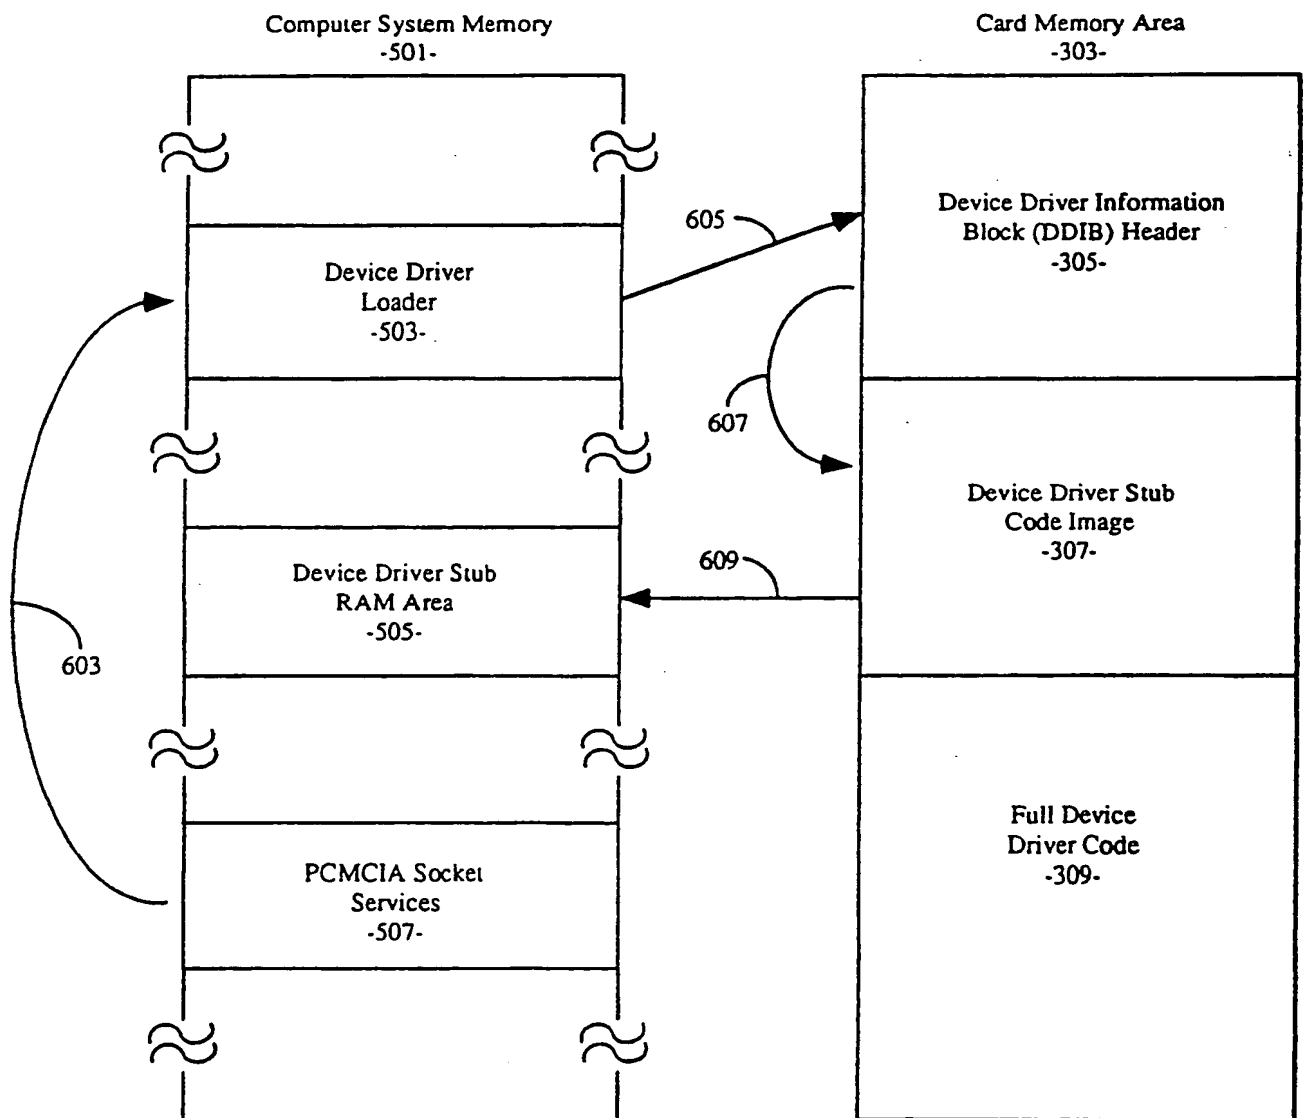 Computer System Memory
-501-
Card Memory Area
-303-
605
Device Driver Information
Block (DDIB) Header
-305-
Device Driver
Loader
-503-
607
Device Driver Stub
Code Image
-307-
609
Device Driver Stub
RAM Area
-505-
603
Full Device
Driver Code
-309-
PCMCIA Socket
Services
-507-